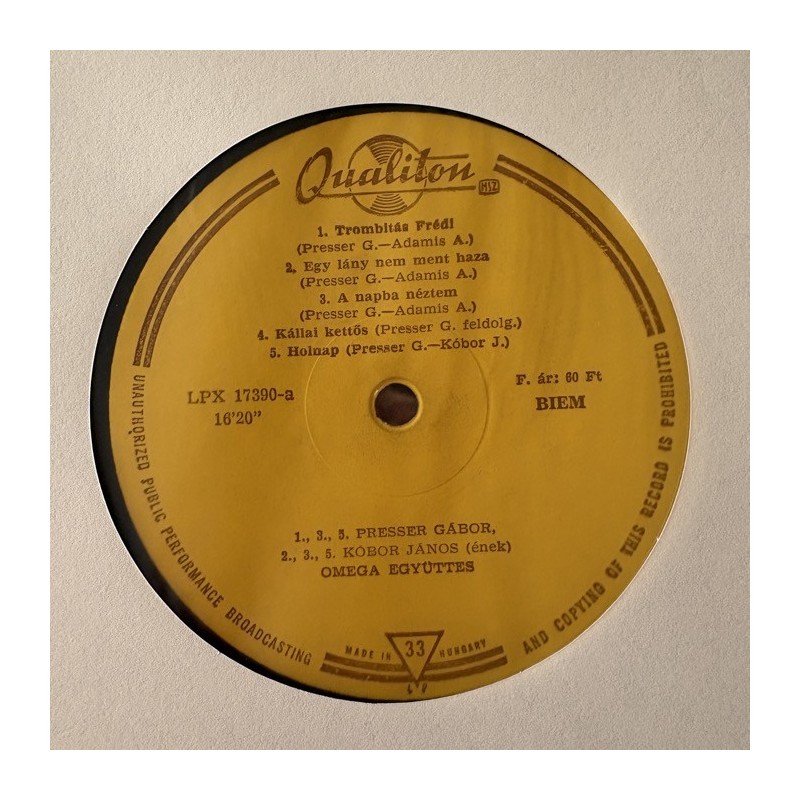 Qualiton
MHZ
1. Trombitás Frédi
(Presser G.—Adamis A.)
2. Egy lány nem ment haza
(Presser G.—Adamis A.)
3. A napba néztem
(Presser G.—Adamis A.)
4. Kállai kettős (Presser G. feldolg.)
5. Holnap (Presser G.—Kóbor J.)
LPX 17390-a
16'20"
F. ár: 60 Ft
BIEM
1., 3., 5. PRESSER GÁBOR,
2., 3., 5. KÓBOR JÁNOS (ének)
OMEGA EGYÜTTES
MADE IN 33 HUNGARY
LP
UNAUTHORIZED PUBLIC PERFORMANCE BROADCASTING
AND COPYING OF THIS RECORD IS PROHIBITED